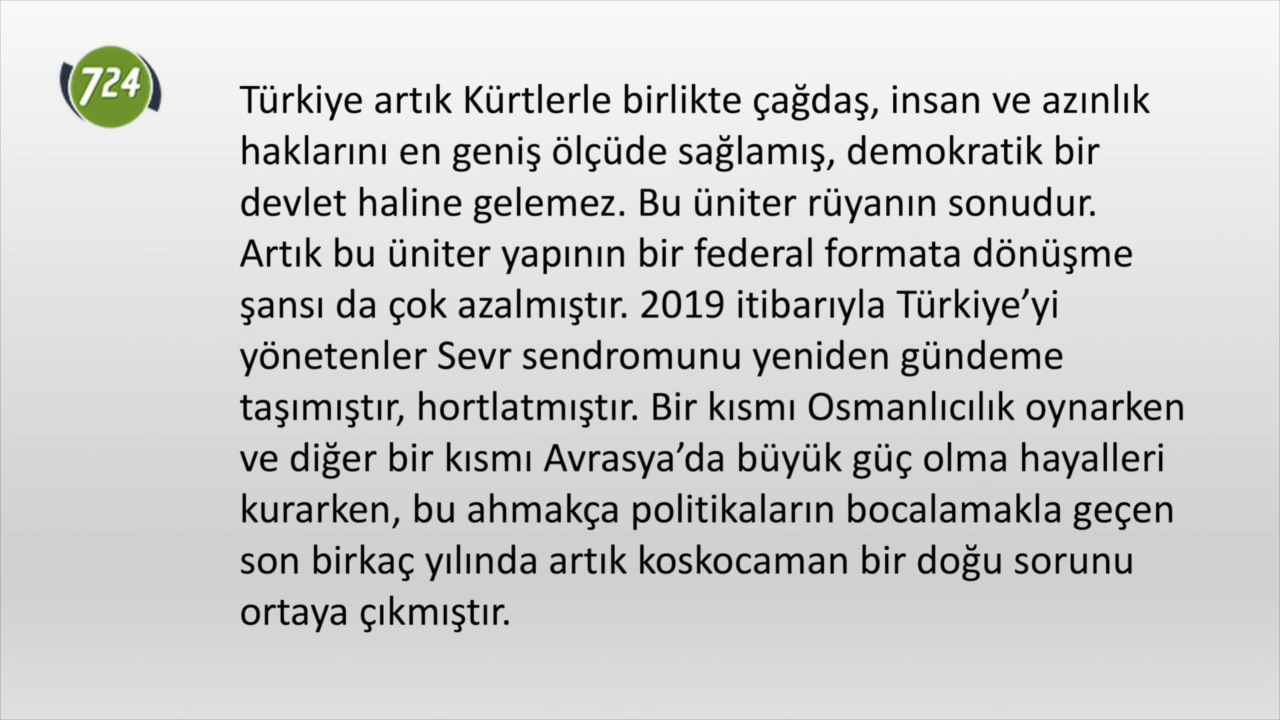 724
Türkiye artık Kürtlerle birlikte çağdaş, insan ve azınlık
haklarını en geniş ölçüde sağlamış, demokratik bir
devlet haline gelemez. Bu üniter rüyanın sonudur.
Artık bu üniter yapının bir federal formata dönüşme
şansı da çok azalmıştır. 2019 itibarıyla Türkiye’yi
yönetenler Sevr sendromunu yeniden gündeme
taşımıştır, hortlatmıştır. Bir kısmı Osmanlıcılık oynarken
ve diğer bir kısmı Avrasya’da büyük güç olma hayalleri
kurarken, bu ahmakça politikaların bocalamakla geçen
son birkaç yılında artık koskocaman bir doğu sorunu
ortaya çıkmıştır.